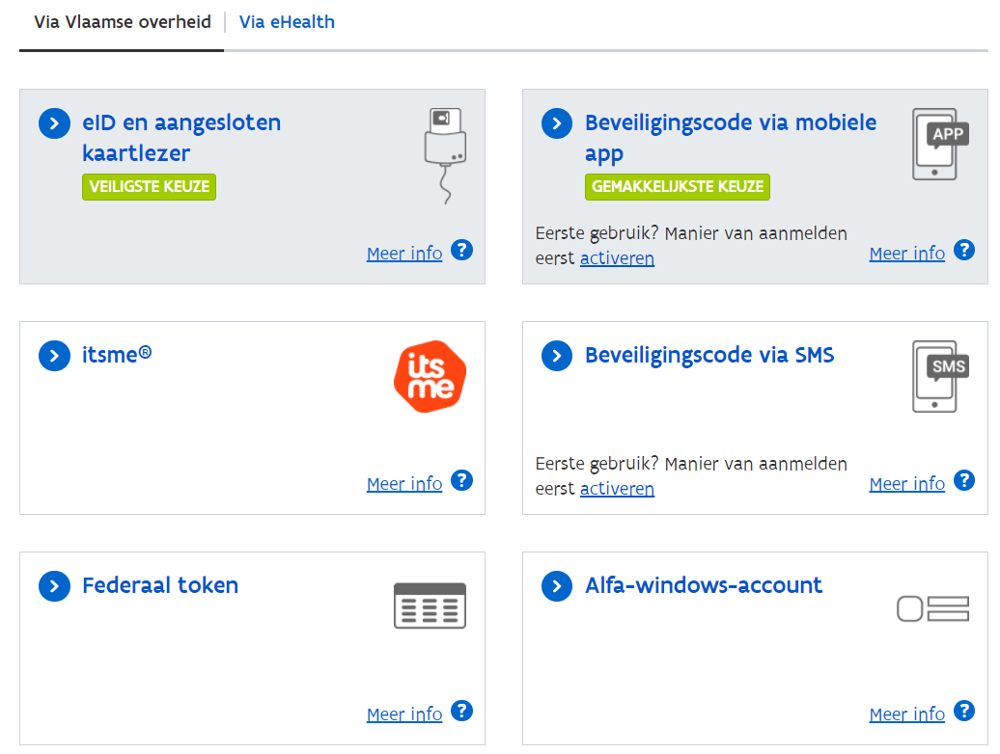 Via Vlaamse overheid
Via eHealth
eID en aangesloten
kaartlezer
VEILIGSTE KEUZE
Meer info ?
Beveiligingscode via mobiele
app
APP
GEMAKKELIJKSTE KEUZE
Eerste gebruik? Manier van aanmelden
eerst activeren
Meer info ?
itsme®
its
me
Meer info ?
Beveiligingscode via SMS
SMS
Eerste gebruik? Manier van aanmelden
eerst activeren
Meer info ?
Federaal token
Meer info ?
Alfa-windows-account
Meer info ?